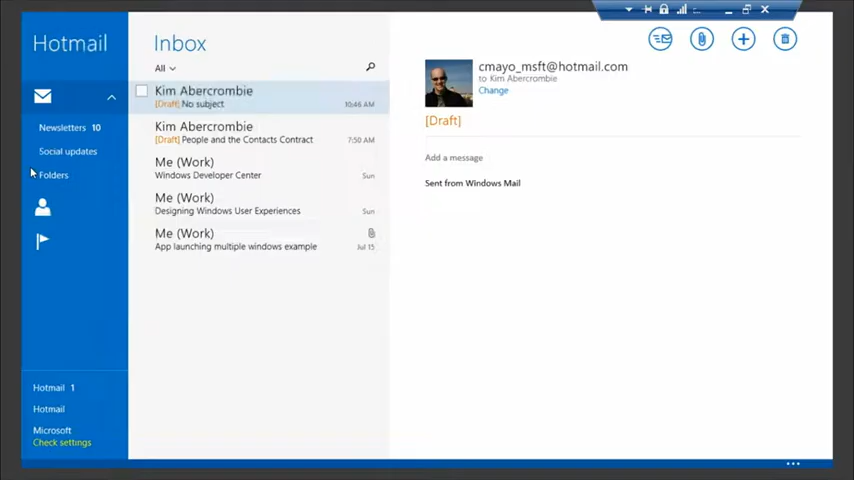 Hotmail
Newsletters 10
Social updates
Folders
Hotmail 1
Hotmail
Microsoft
Check settings
Inbox
All
Kim Abercrombie
[Draft] No subject 10:46 AM
Kim Abercrombie
[Draft] People and the Contacts Contract 7:50 AM
Me (Work)
Windows Developer Center Sun
Me (Work)
Designing Windows User Experiences Sun
Me (Work)
App launching multiple windows example Jul 15
cmayo_msft@hotmail.com
to Kim Abercrombie
Change
[Draft]
Add a message
Sent from Windows Mail